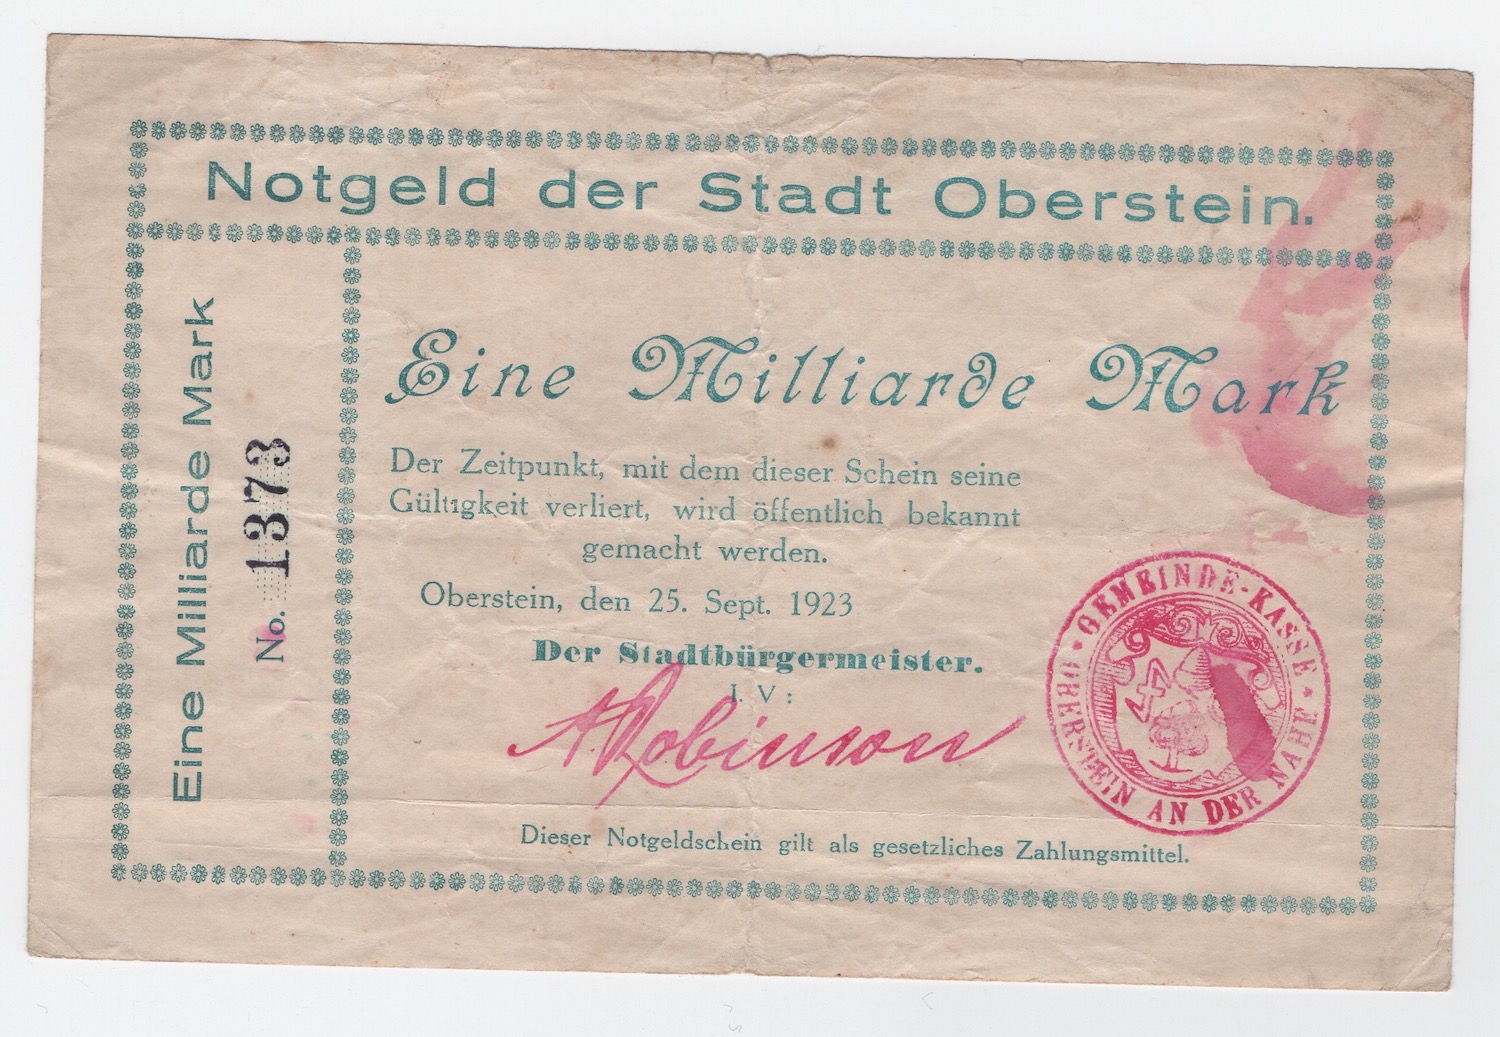 Notgeld der Stadt Oberstein.
Eine Milliarde Mark
No. 1373
Eine Milliarde Mark
Der Zeitpunkt, mit dem dieser Schein seine
Gültigkeit verliert, wird öffentlich bekannt
gemacht werden.
Oberstein, den 25. Sept. 1923
Der Stadtbürgermeister.
I. V :
A. Robinson
GEMEINDE-KASSE
OBERSTEIN AN DER NAHE
Dieser Notgeldschein gilt als gesetzliches Zahlungsmittel.